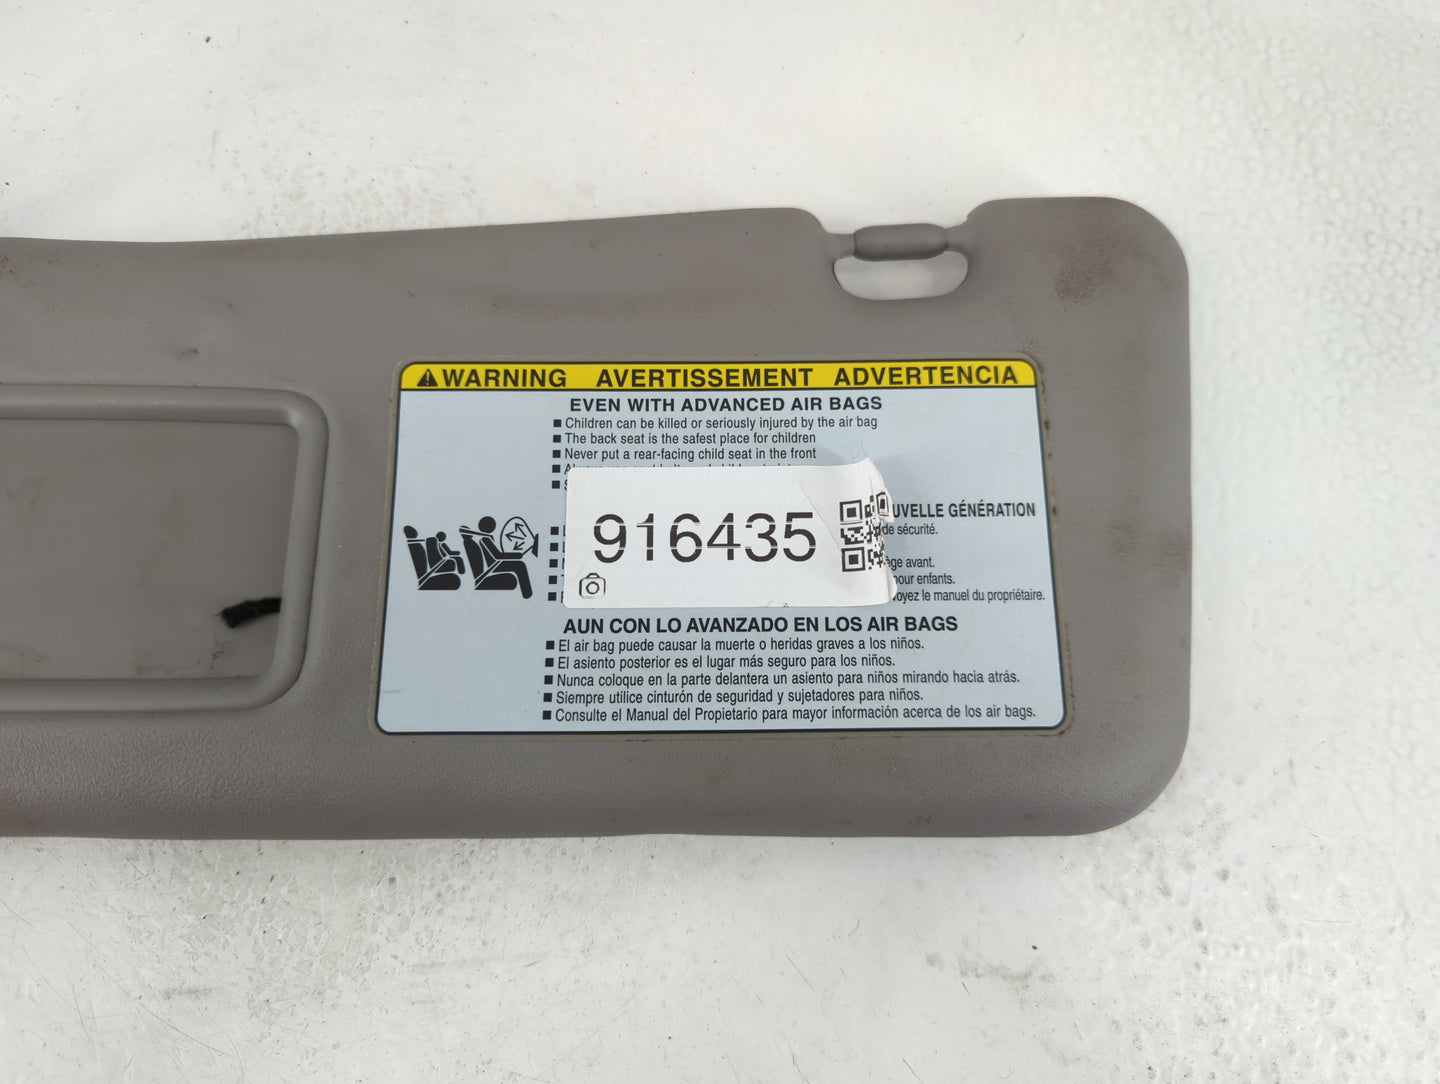 WARNING AVERTISSEMENT ADVERTENCIA
EVEN WITH ADVANCED AIR BAGS
■ Children can be killed or seriously injured by the air bag
■ The back seat is the safest place for children
■ Never put a rear-facing child seat in the front
916435
UVELLE GÉNÉRATION
de sécurité.
ège avant.
pour enfants.
voyez le manuel du propriétaire.
AUN CON LO AVANZADO EN LOS AIR BAGS
■ El air bag puede causar la muerte o heridas graves a los niños.
■ El asiento posterior es el lugar más seguro para los niños.
■ Nunca coloque en la parte delantera un asiento para niños mirando hacia atrás.
■ Siempre utilice cinturón de seguridad y sujetadores para niños.
■ Consulte el Manual del Propietario para mayor información acerca de los air bags.